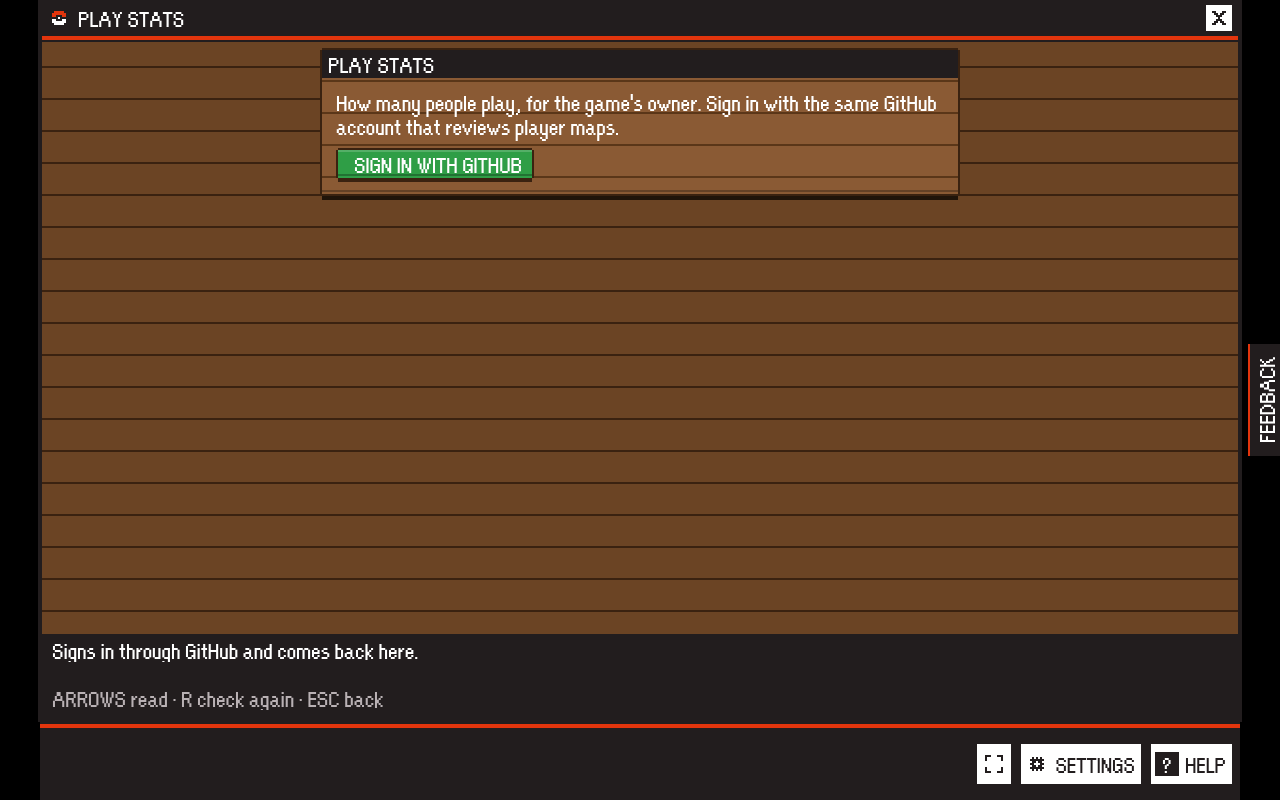 PLAY STATS
X
PLAY STATS
How many people play, for the game's owner. Sign in with the same GitHub
account that reviews player maps.
SIGN IN WITH GITHUB
FEEDBACK
Signs in through GitHub and comes back here.
ARROWS read · R check again · ESC back
SETTINGS
? HELP